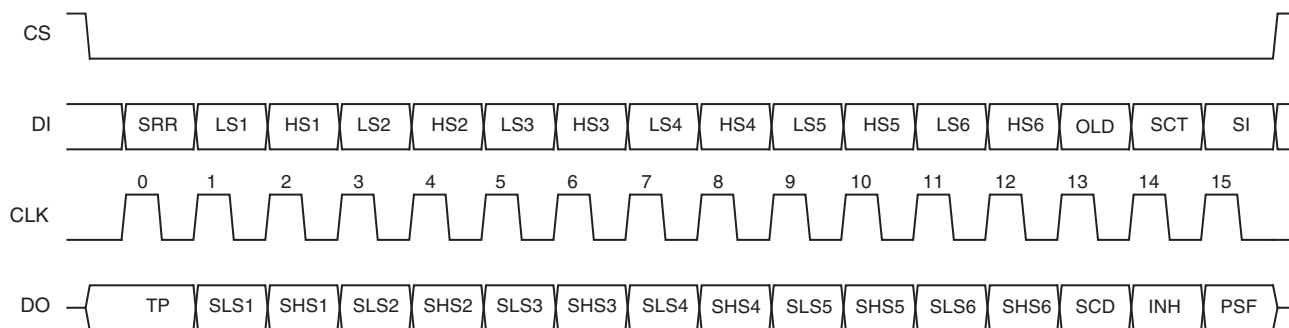 CS
DI SRR LS1 HS1 LS2 HS2 LS3 HS3 LS4 HS4 LS5 HS5 LS6 HS6 OLD SCT SI
0 1 2 3 4 5 6 7 8 9 10 11 12 13 14 15
CLK
DO TP SLS1 SHS1 SLS2 SHS2 SLS3 SHS3 SLS4 SHS4 SLS5 SHS5 SLS6 SHS6 SCD INH PSF